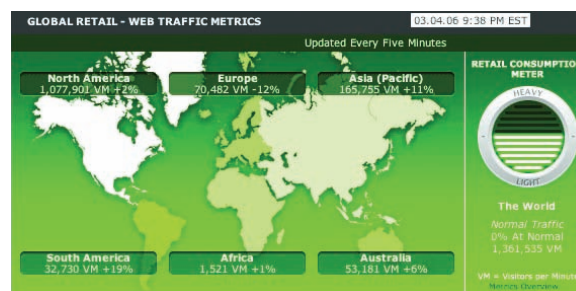 GLOBAL RETAIL - WEB TRAFFIC METRICS
03.04.06 9:38 PM EST
Updated Every Five Minutes
North America
1,077,901 VM +2%
Europe
70,482 VM -12%
Asia (Pacific)
165,755 VM +11%
South America
32,730 VM +19%
Africa
1,521 VM +1%
Australia
53,181 VM +6%
RETAIL CONSUMPTIO
METER
HEAVY
LIGHT
The World
Normal Traffic
0% At Normal
1,361,535 VM
VM = Visitors per Minute
Metrics Overview